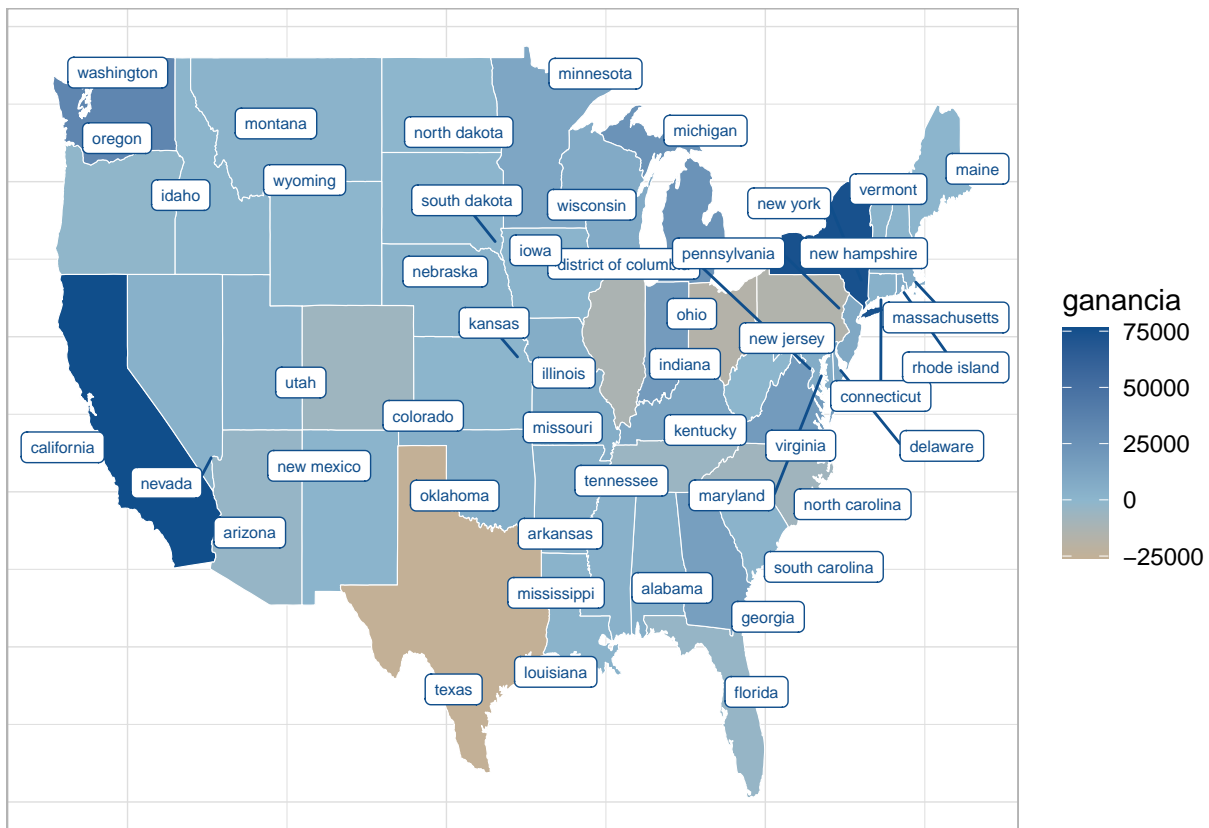 washington
minnesota
montana
north dakota
michigan
oregon
maine
wyoming
vermont
idaho
south dakota
wisconsin
new york
iowa
district of columbia
pennsylvania
new hampshire
nebraska
ganancia
kansas
ohio
massachusetts
75000
new jersey
illinois
indiana
rhode island
utah
50000
connecticut
colorado
missouri
kentucky
25000
california
virginia
delaware
new mexico
nevada
oklahoma
tennessee
maryland
north carolina
0
arizona
arkansas
−25000
south carolina
mississippi
alabama
georgia
louisiana
texas
florida